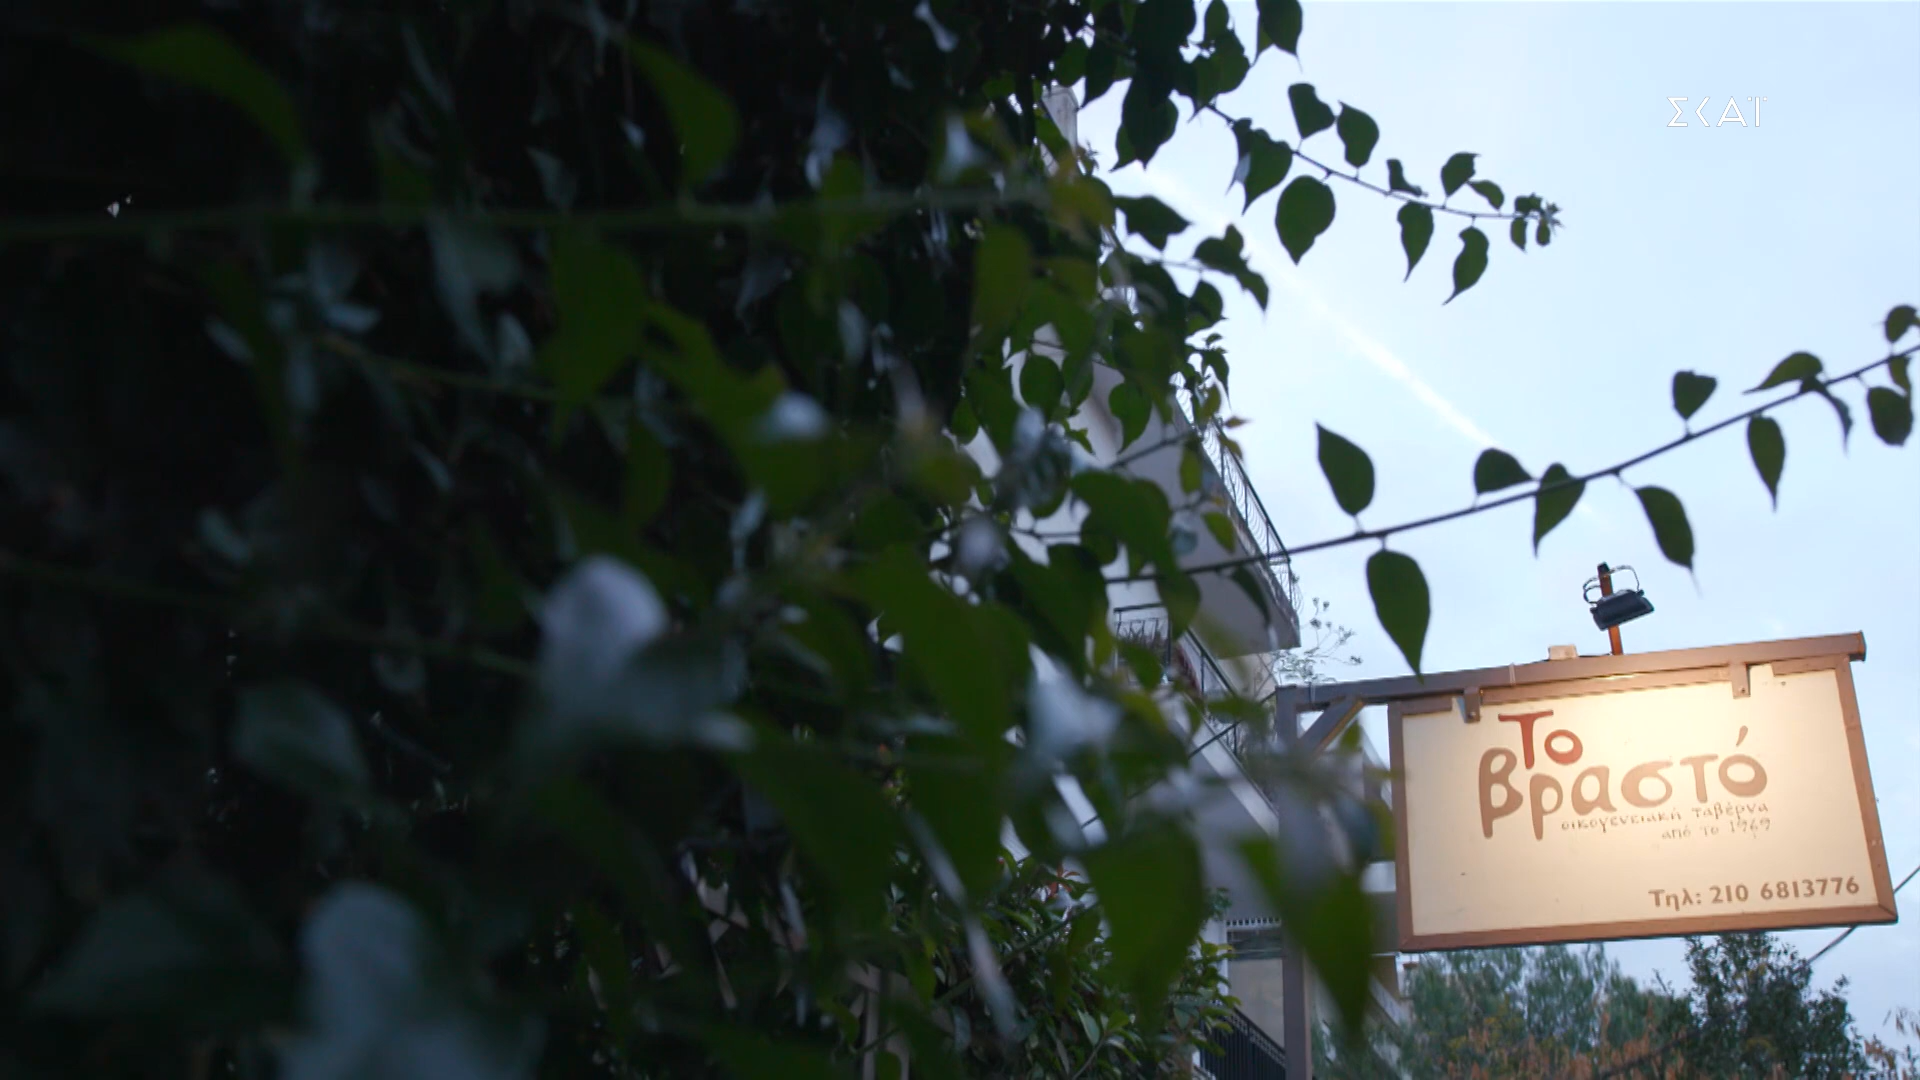 ΣΚΑΪ
Το
βραστό
οικογενειακή ταβέρνα
από το 1969
Τηλ: 210 6813776